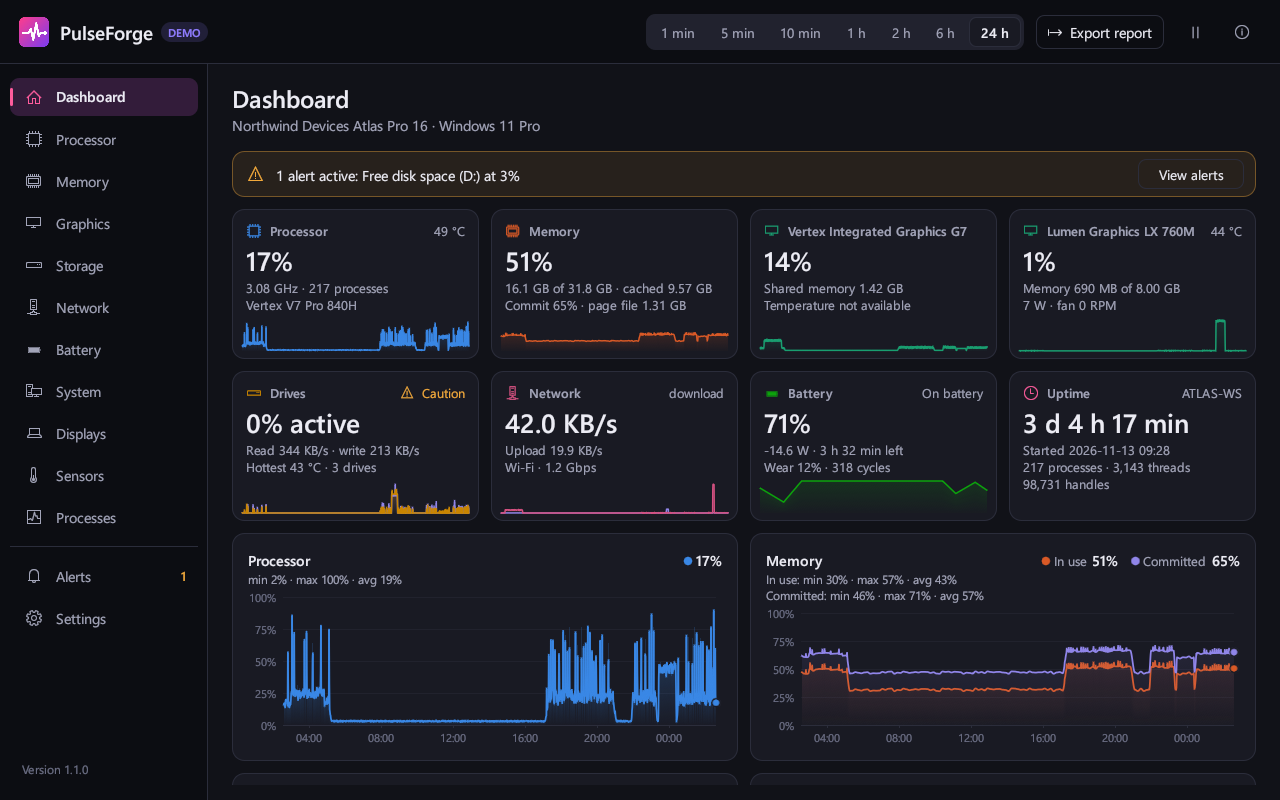 PulseForge DEMO
1 min 5 min 10 min 1 h 2 h 6 h 24 h
Export report
Dashboard
Processor
Memory
Graphics
Storage
Network
Battery
System
Displays
Sensors
Processes
Alerts 1
Settings
Version 1.1.0
Dashboard
Northwind Devices Atlas Pro 16 · Windows 11 Pro
1 alert active: Free disk space (D:) at 3%
View alerts
Processor 49 °C
17%
3.08 GHz · 217 processes
Vertex V7 Pro 840H
Memory
51%
16.1 GB of 31.8 GB · cached 9.57 GB
Commit 65% · page file 1.31 GB
Vertex Integrated Graphics G7
14%
Shared memory 1.42 GB
Temperature not available
Lumen Graphics LX 760M 44 °C
1%
Memory 690 MB of 8.00 GB
7 W · fan 0 RPM
Drives Caution
0% active
Read 344 KB/s · write 213 KB/s
Hottest 43 °C · 3 drives
Network download
42.0 KB/s
Upload 19.9 KB/s
Wi-Fi · 1.2 Gbps
Battery On battery
71%
-14.6 W · 3 h 32 min left
Wear 12% · 318 cycles
Uptime ATLAS-WS
3 d 4 h 17 min
Started 2026-11-13 09:28
217 processes · 3,143 threads
98,731 handles
Processor 17%
min 2% · max 100% · avg 19%
100%
75%
50%
25%
0%
04:00 08:00 12:00 16:00 20:00 00:00
Memory In use 51% Committed 65%
In use: min 30% · max 57% · avg 43%
Committed: min 46% · max 71% · avg 57%
100%
75%
50%
25%
0%
04:00 08:00 12:00 16:00 20:00 00:00